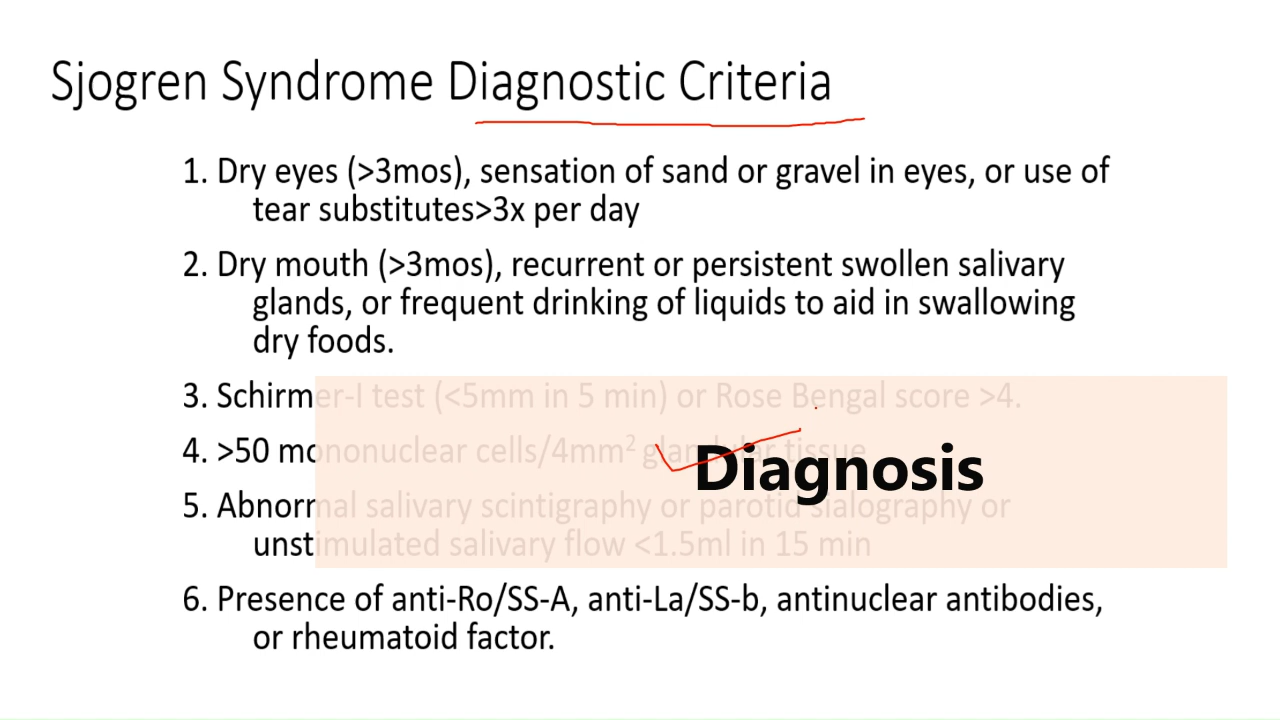 Sjogren Syndrome Diagnostic Criteria
1. Dry eyes (>3mos), sensation of sand or gravel in eyes, or use of
tear substitutes>3x per day
2. Dry mouth (>3mos), recurrent or persistent swollen salivary
glands, or frequent drinking of liquids to aid in swallowing
dry foods.
3. Schirmer-I test (<5mm in 5 min) or Rose Bengal score >4.
4. >50 mononuclear cells/4mm² glandular tissue
Diagnosis
5. Abnormal salivary scintigraphy or parotid sialography or
unstimulated salivary flow <1.5ml in 15 min
6. Presence of anti-Ro/SS-A, anti-La/SS-b, antinuclear antibodies,
or rheumatoid factor.